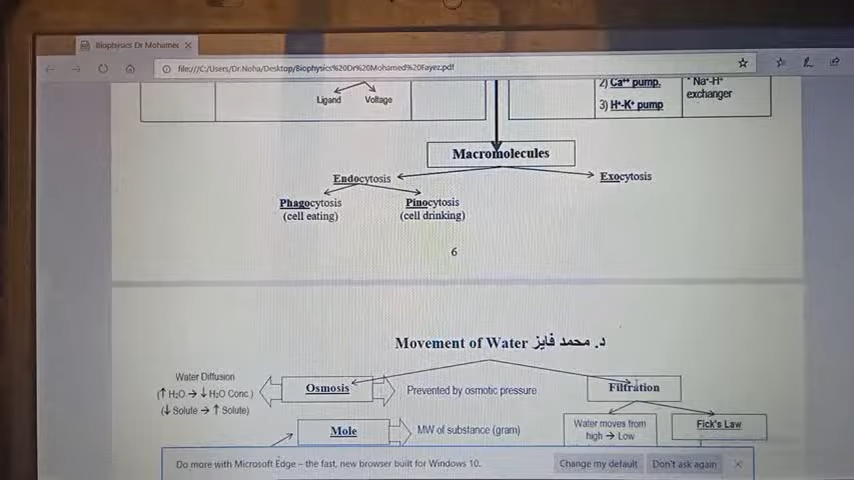 Biophysics Dr Mohamec
file:///C:/Users/Dr.Noha/Desktop/Biophysics%20Dr%20Mohamed%20Fayez.pdf
Ligand Voltage
2) Ca⁺⁺ pump.
3) H⁺-K⁺ pump
* Na⁺-H⁺
exchanger
Macromolecules
Endocytosis
Exocytosis
Phagocytosis
(cell eating)
Pinocytosis
(cell drinking)
6
Movement of Water د. محمد فايز
Water Diffusion
(↑ H₂O → ↓ H₂O Conc.)
(↓ Solute → ↑ Solute)
Osmosis
Prevented by osmotic pressure
Filtration
Mole
MW of substance (gram)
Water moves from
high → Low
Fick's Law
Do more with Microsoft Edge – the fast, new browser built for Windows 10.
Change my default
Don't ask again